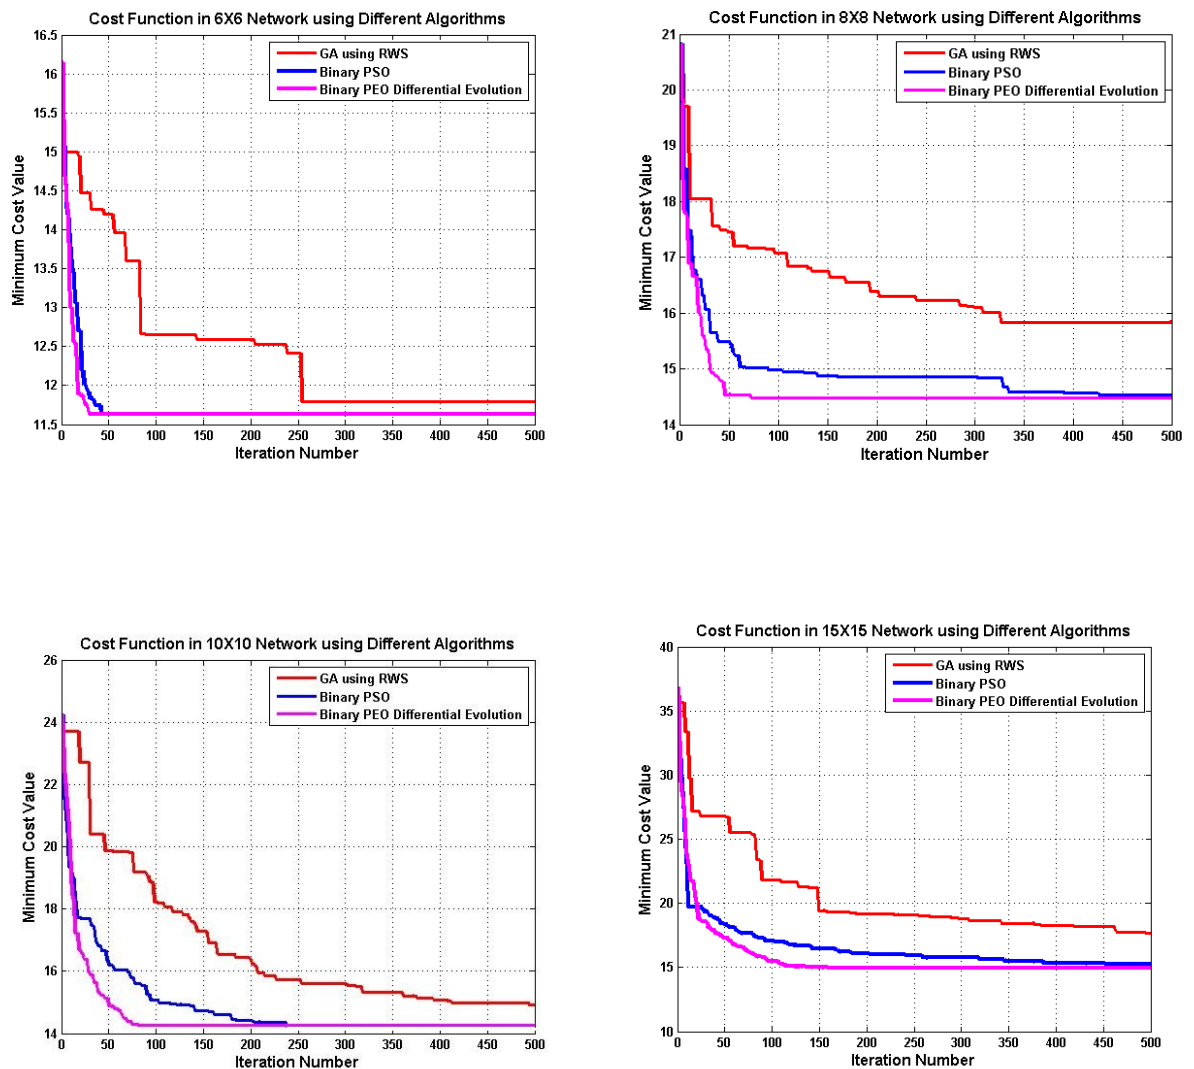 Cost Function in 6X6 Network using Different Algorithms
16.5
16
15.5
15
14.5
14
13.5
13
12.5
12
11.5
Minimum Cost Value
GA using RWS
Binary PSO
Binary PEO Differential Evolution
0 50 100 150 200 250 300 350 400 450 500
Iteration Number
Cost Function in 8X8 Network using Different Algorithms
21
20
19
18
17
16
15
14
Minimum Cost Value
GA using RWS
Binary PSO
Binary PEO Differential Evolution
0 50 100 150 200 250 300 350 400 450 500
Iteration Number
Cost Function in 10X10 Network using Different Algorithms
26
24
22
20
18
16
14
Minimum Cost Value
GA using RWS
Binary PSO
Binary PEO Differential Evolution
0 50 100 150 200 250 300 350 400 450 500
Iteration Number
Cost Function in 15X15 Network using Different Algorithms
40
35
30
25
20
15
10
Minimum Cost Value
GA using RWS
Binary PSO
Binary PEO Differential Evolution
0 50 100 150 200 250 300 350 400 450 500
Iteration Number